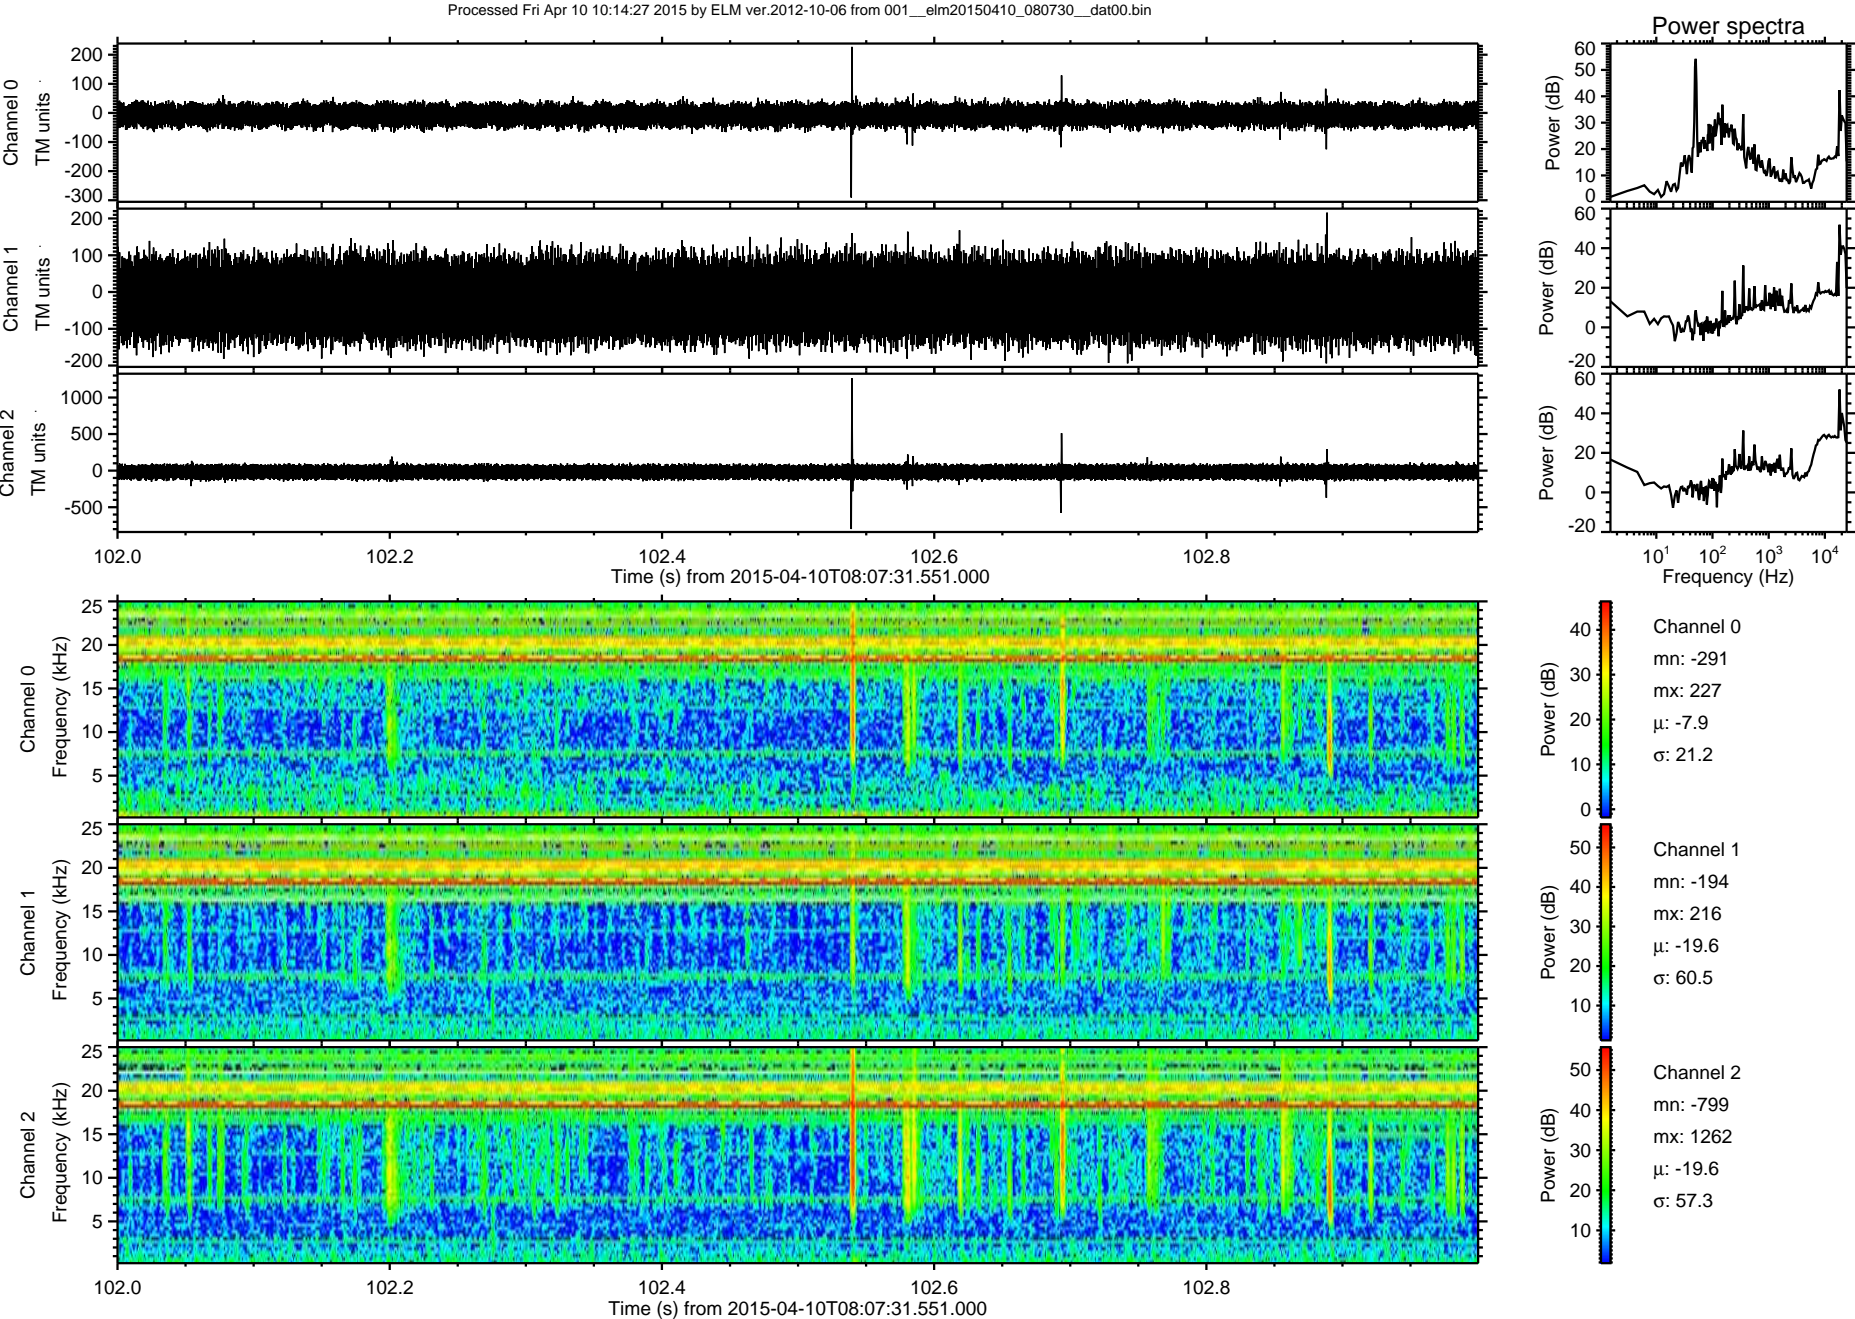 Processed Fri Apr 10 10:14:27 2015 by ELM ver.2012-10-06 from 001__elm20150410_080730__dat00.bin
Power spectra
Channel 0
TM units
200
100
0
-100
-200
-300
Power (dB)
60
50
40
30
20
10
0
Channel 1
TM units
200
100
0
-100
-200
Power (dB)
60
40
20
0
-20
Channel 2
TM units
1000
500
0
-500
Power (dB)
60
40
20
0
-20
102.0 102.2 102.4 102.6 102.8
Time (s) from 2015-04-10T08:07:31.551.000
10¹ 10² 10³ 10⁴
Frequency (Hz)
Channel 0
Frequency (kHz)
25
20
15
10
5
Power (dB)
40
30
20
10
0
Channel 0
mn: -291
mx: 227
μ: -7.9
σ: 21.2
Channel 1
Frequency (kHz)
25
20
15
10
5
Power (dB)
50
40
30
20
10
Channel 1
mn: -194
mx: 216
μ: -19.6
σ: 60.5
Channel 2
Frequency (kHz)
25
20
15
10
5
Power (dB)
50
40
30
20
10
Channel 2
mn: -799
mx: 1262
μ: -19.6
σ: 57.3
102.0 102.2 102.4 102.6 102.8
Time (s) from 2015-04-10T08:07:31.551.000